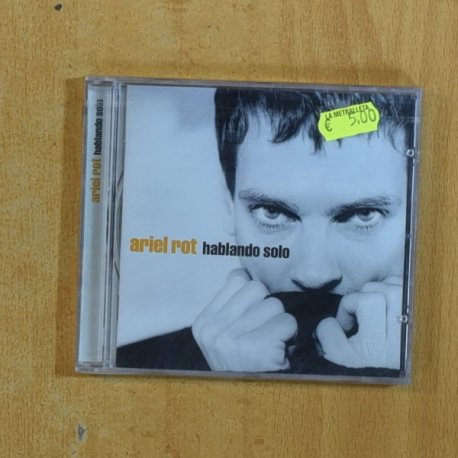 ariel rot hablando solo
LA METRALLETA
€ 5,00
ariel rot hablando solo